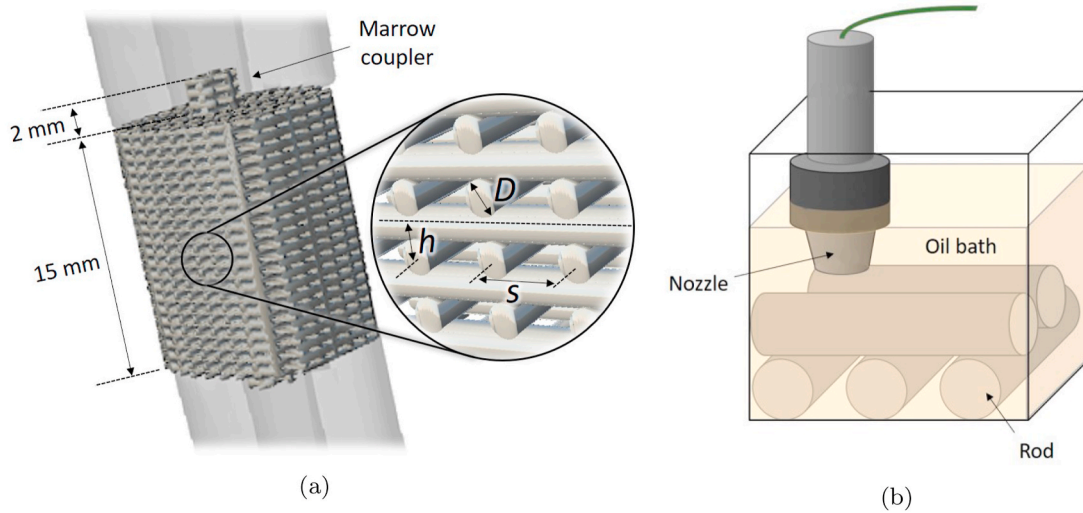 Marrow
coupler
2 mm
15 mm
D
h
s
Oil bath
Nozzle
Rod
(a)
(b)